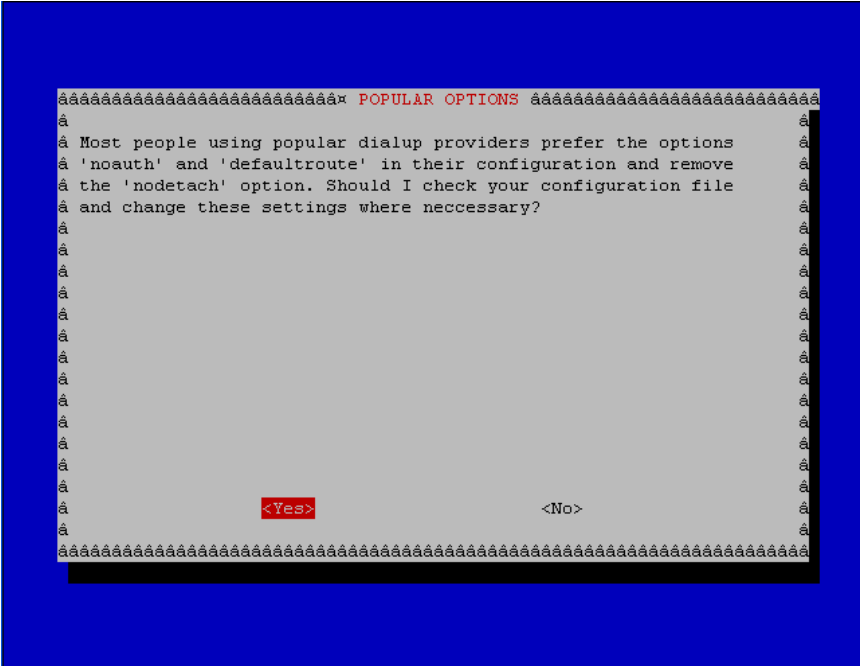 POPULAR OPTIONS
Most people using popular dialup providers prefer the options
'noauth' and 'defaultroute' in their configuration and remove
the 'nodetach' option. Should I check your configuration file
and change these settings where neccessary?
<Yes> <No>